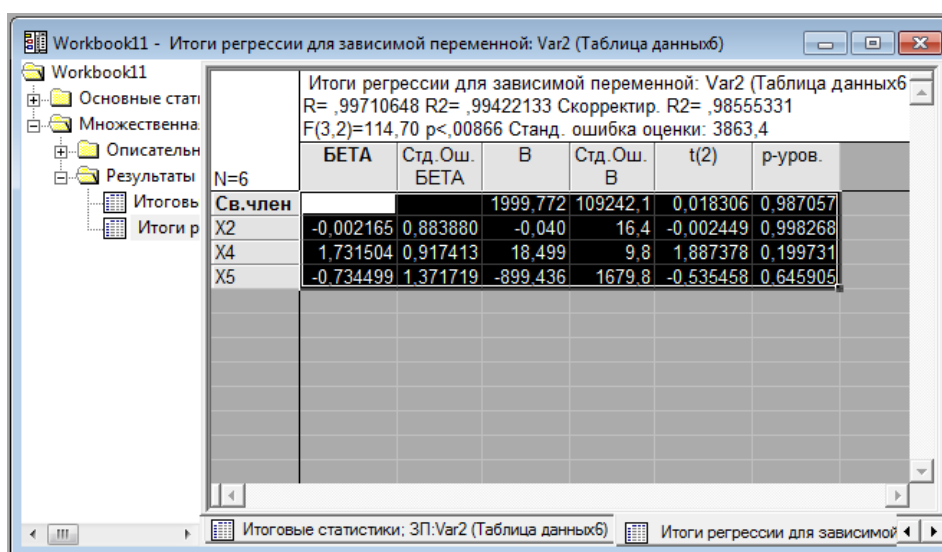 Workbook11 - Итоги регрессии для зависимой переменной: Var2 (Таблица данных6)
Workbook11
Основные стати
Множественна
Описательн
Результаты
Итоговь
Итоги р
Итоги регрессии для зависимой переменной: Var2 (Таблица данных6
R= ,99710648 R2= ,99422133 Скорректир. R2= ,98555331
F(3,2)=114,70 p<,00866 Станд. ошибка оценки: 3863,4
N=6 БЕТА Стд.Ош. БЕТА B Стд.Ош. B t(2) p-уров.
Св.член 1999,772 109242,1 0,018306 0,987057
X2 -0,002165 0,883880 -0,040 16,4 -0,002449 0,998268
X4 1,731504 0,917413 18,499 9,8 1,887378 0,199731
X5 -0,734499 1,371719 -899,436 1679,8 -0,535458 0,645905
Итоговые статистики; ЗП:Var2 (Таблица данных6) Итоги регрессии для зависимой